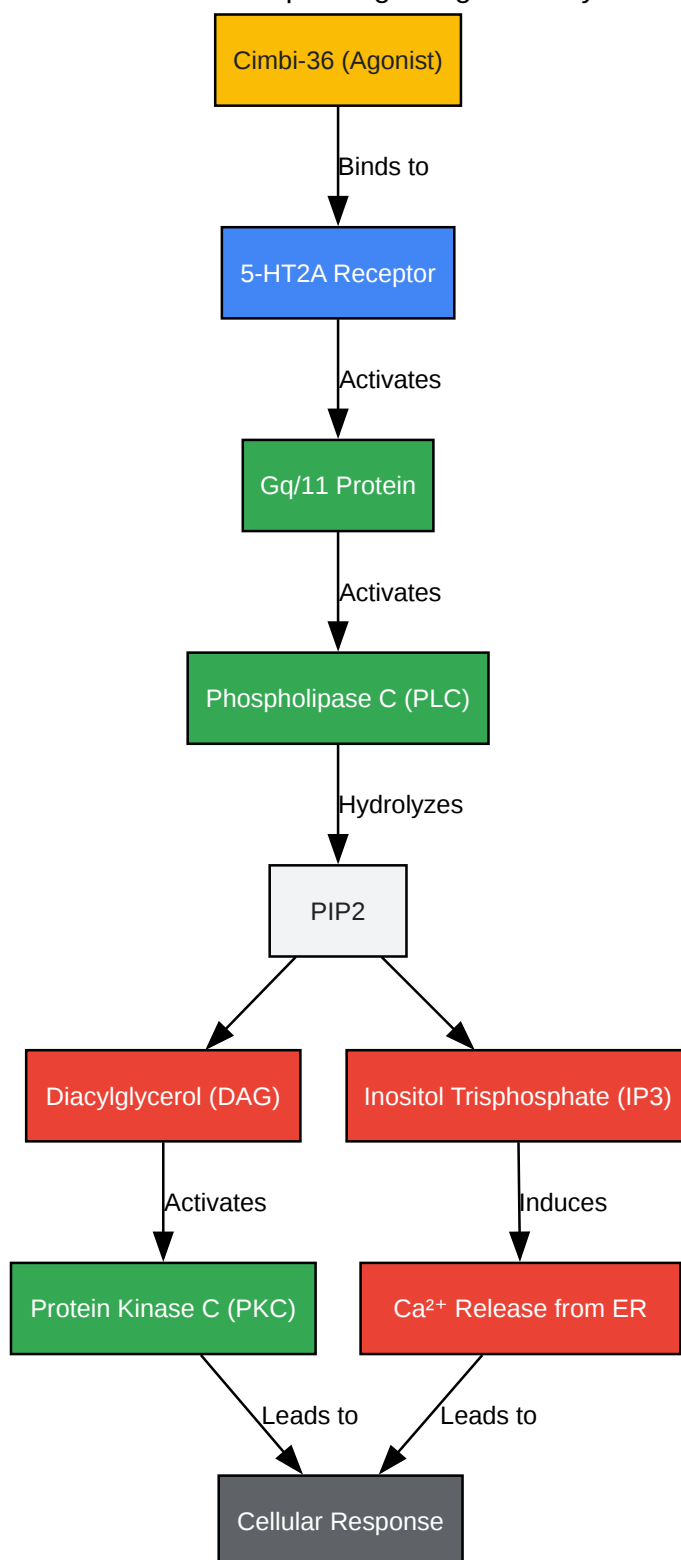 Cimbi-36 (Agonist)
Binds to
5-HT2A Receptor
Activates
Gq/11 Protein
Activates
Phospholipase C (PLC)
Hydrolyzes
PIP2
Diacylglycerol (DAG)
Inositol Trisphosphate (IP3)
Activates
Induces
Protein Kinase C (PKC)
Ca²⁺ Release from ER
Leads to
Leads to
Cellular Response